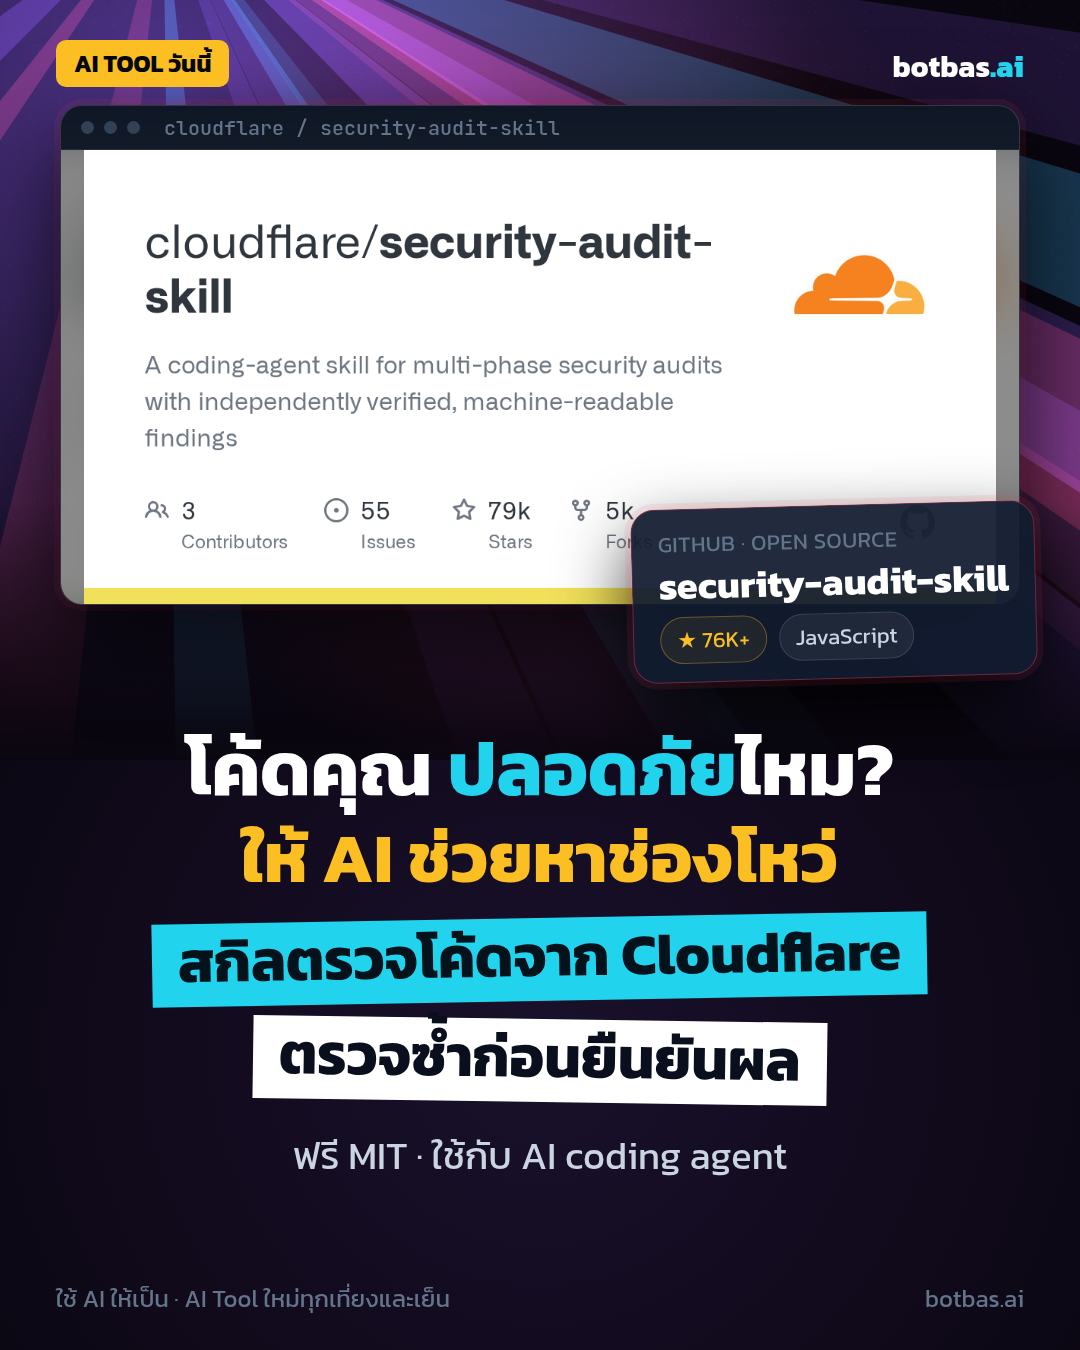 AI TOOL วันนี้
botbas.ai
cloudflare / security-audit-skill
cloudflare/security-audit-
skill
A coding-agent skill for multi-phase security audits
with independently verified, machine-readable
findings
3
Contributors
55
Issues
79k
Stars
5k
Forks
GITHUB · OPEN SOURCE
security-audit-skill
★ 76K+
JavaScript
โค้ดคุณ ปลอดภัยไหม?
ให้ AI ช่วยหาช่องโหว่
สกิลตรวจโค้ดจาก Cloudflare
ตรวจซ้ำก่อนยืนยันผล
ฟรี MIT · ใช้กับ AI coding agent
ใช้ AI ให้เป็น · AI Tool ใหม่ทุกเที่ยงและเย็น
botbas.ai